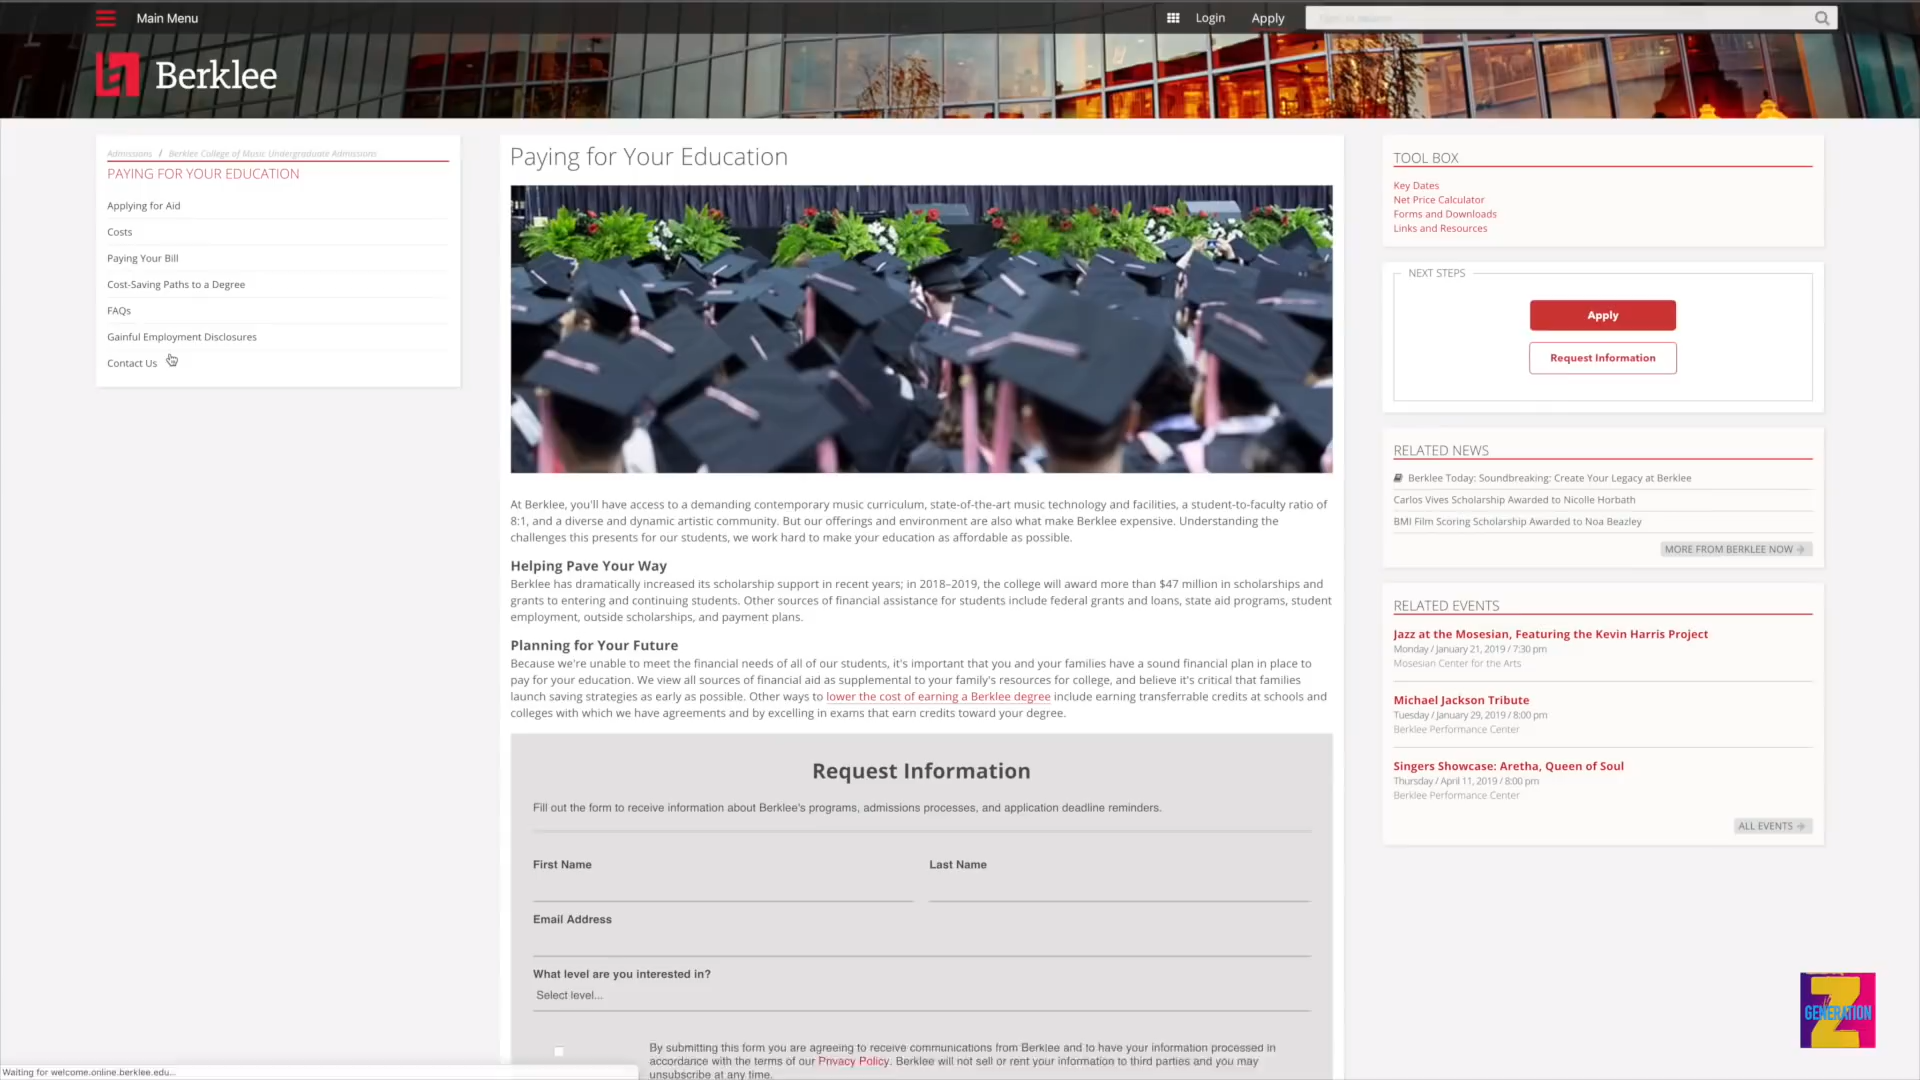 Main Menu
Login
Apply
Berklee
Admissions / Berklee College of Music Undergraduate Admissions
PAYING FOR YOUR EDUCATION
Applying for Aid
Costs
Paying Your Bill
Cost-Saving Paths to a Degree
FAQs
Gainful Employment Disclosures
Contact Us
Paying for Your Education
At Berklee, you'll have access to a demanding contemporary music curriculum, state-of-the-art music technology and facilities, a student-to-faculty ratio of
8:1, and a diverse and dynamic artistic community. But our offerings and environment are also what make Berklee expensive. Understanding the
challenges this presents for our students, we work hard to make your education as affordable as possible.
Helping Pave Your Way
Berklee has dramatically increased its scholarship support in recent years; in 2018–2019, the college will award more than $47 million in scholarships and
grants to entering and continuing students. Other sources of financial assistance for students include federal grants and loans, state aid programs, student
employment, outside scholarships, and payment plans.
Planning for Your Future
Because we're unable to meet the financial needs of all of our students, it's important that you and your families have a sound financial plan in place to
pay for your education. We view all sources of financial aid as supplemental to your family's resources for college, and believe it's critical that families
launch saving strategies as early as possible. Other ways to lower the cost of earning a Berklee degree include earning transferrable credits at schools and
colleges with which we have agreements and by excelling in exams that earn credits toward your degree.
Request Information
Fill out the form to receive information about Berklee's programs, admissions processes, and application deadline reminders.
First Name
Last Name
Email Address
What level are you interested in?
Select level...
By submitting this form you are agreeing to receive communications from Berklee and to have your information processed in
accordance with the terms of our Privacy Policy. Berklee will not sell or rent your information to third parties and you may
unsubscribe at any time.
TOOL BOX
Key Dates
Net Price Calculator
Forms and Downloads
Links and Resources
NEXT STEPS
Apply
Request Information
RELATED NEWS
Berklee Today: Soundbreaking: Create Your Legacy at Berklee
Carlos Vives Scholarship Awarded to Nicolle Horbath
BMI Film Scoring Scholarship Awarded to Noa Beazley
MORE FROM BERKLEE NOW
RELATED EVENTS
Jazz at the Mosesian, Featuring the Kevin Harris Project
Monday / January 21, 2019 / 7:30 pm
Mosesian Center for the Arts
Michael Jackson Tribute
Tuesday / January 29, 2019 / 8:00 pm
Berklee Performance Center
Singers Showcase: Aretha, Queen of Soul
Thursday / April 11, 2019 / 8:00 pm
Berklee Performance Center
ALL EVENTS
Z
GENERATION
Waiting for welcome.online.berklee.edu...